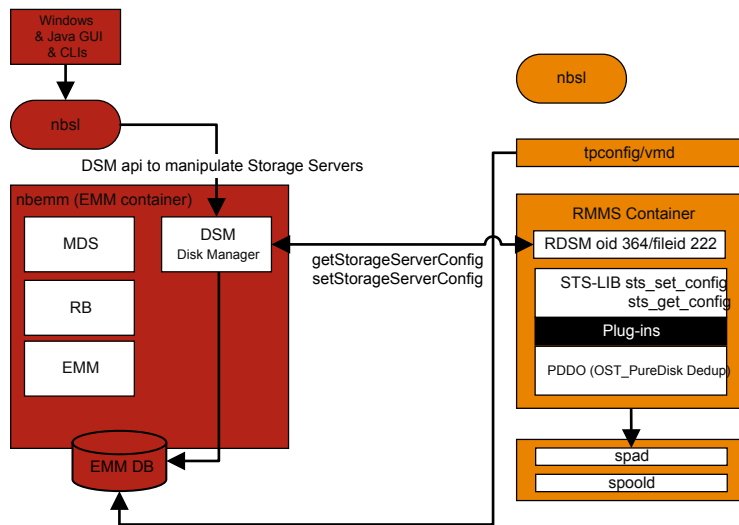 Windows
& Java GUI
& CLIs
nbsl
nbsl
DSM api to manipulate Storage Servers
tpconfig/vmd
nbemm (EMM container)
MDS
DSM
Disk Manager
RB
EMM
EMM DB
getStorageServerConfig
setStorageServerConfig
RMMS Container
RDSM oid 364/fileid 222
STS-LIB sts_set_config
sts_get_config
Plug-ins
PDDO (OST_PureDisk Dedup)
spad
spoold